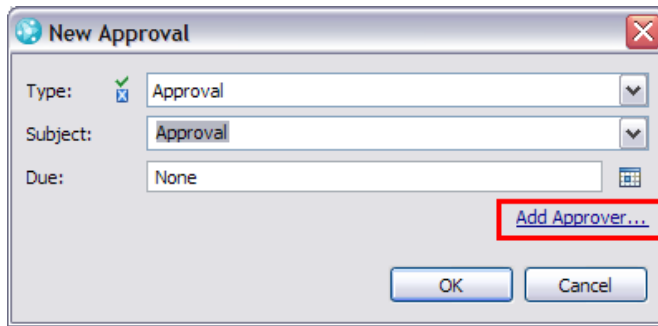 New Approval
Type: Approval
Subject: Approval
Due: None
Add Approver...
OK Cancel